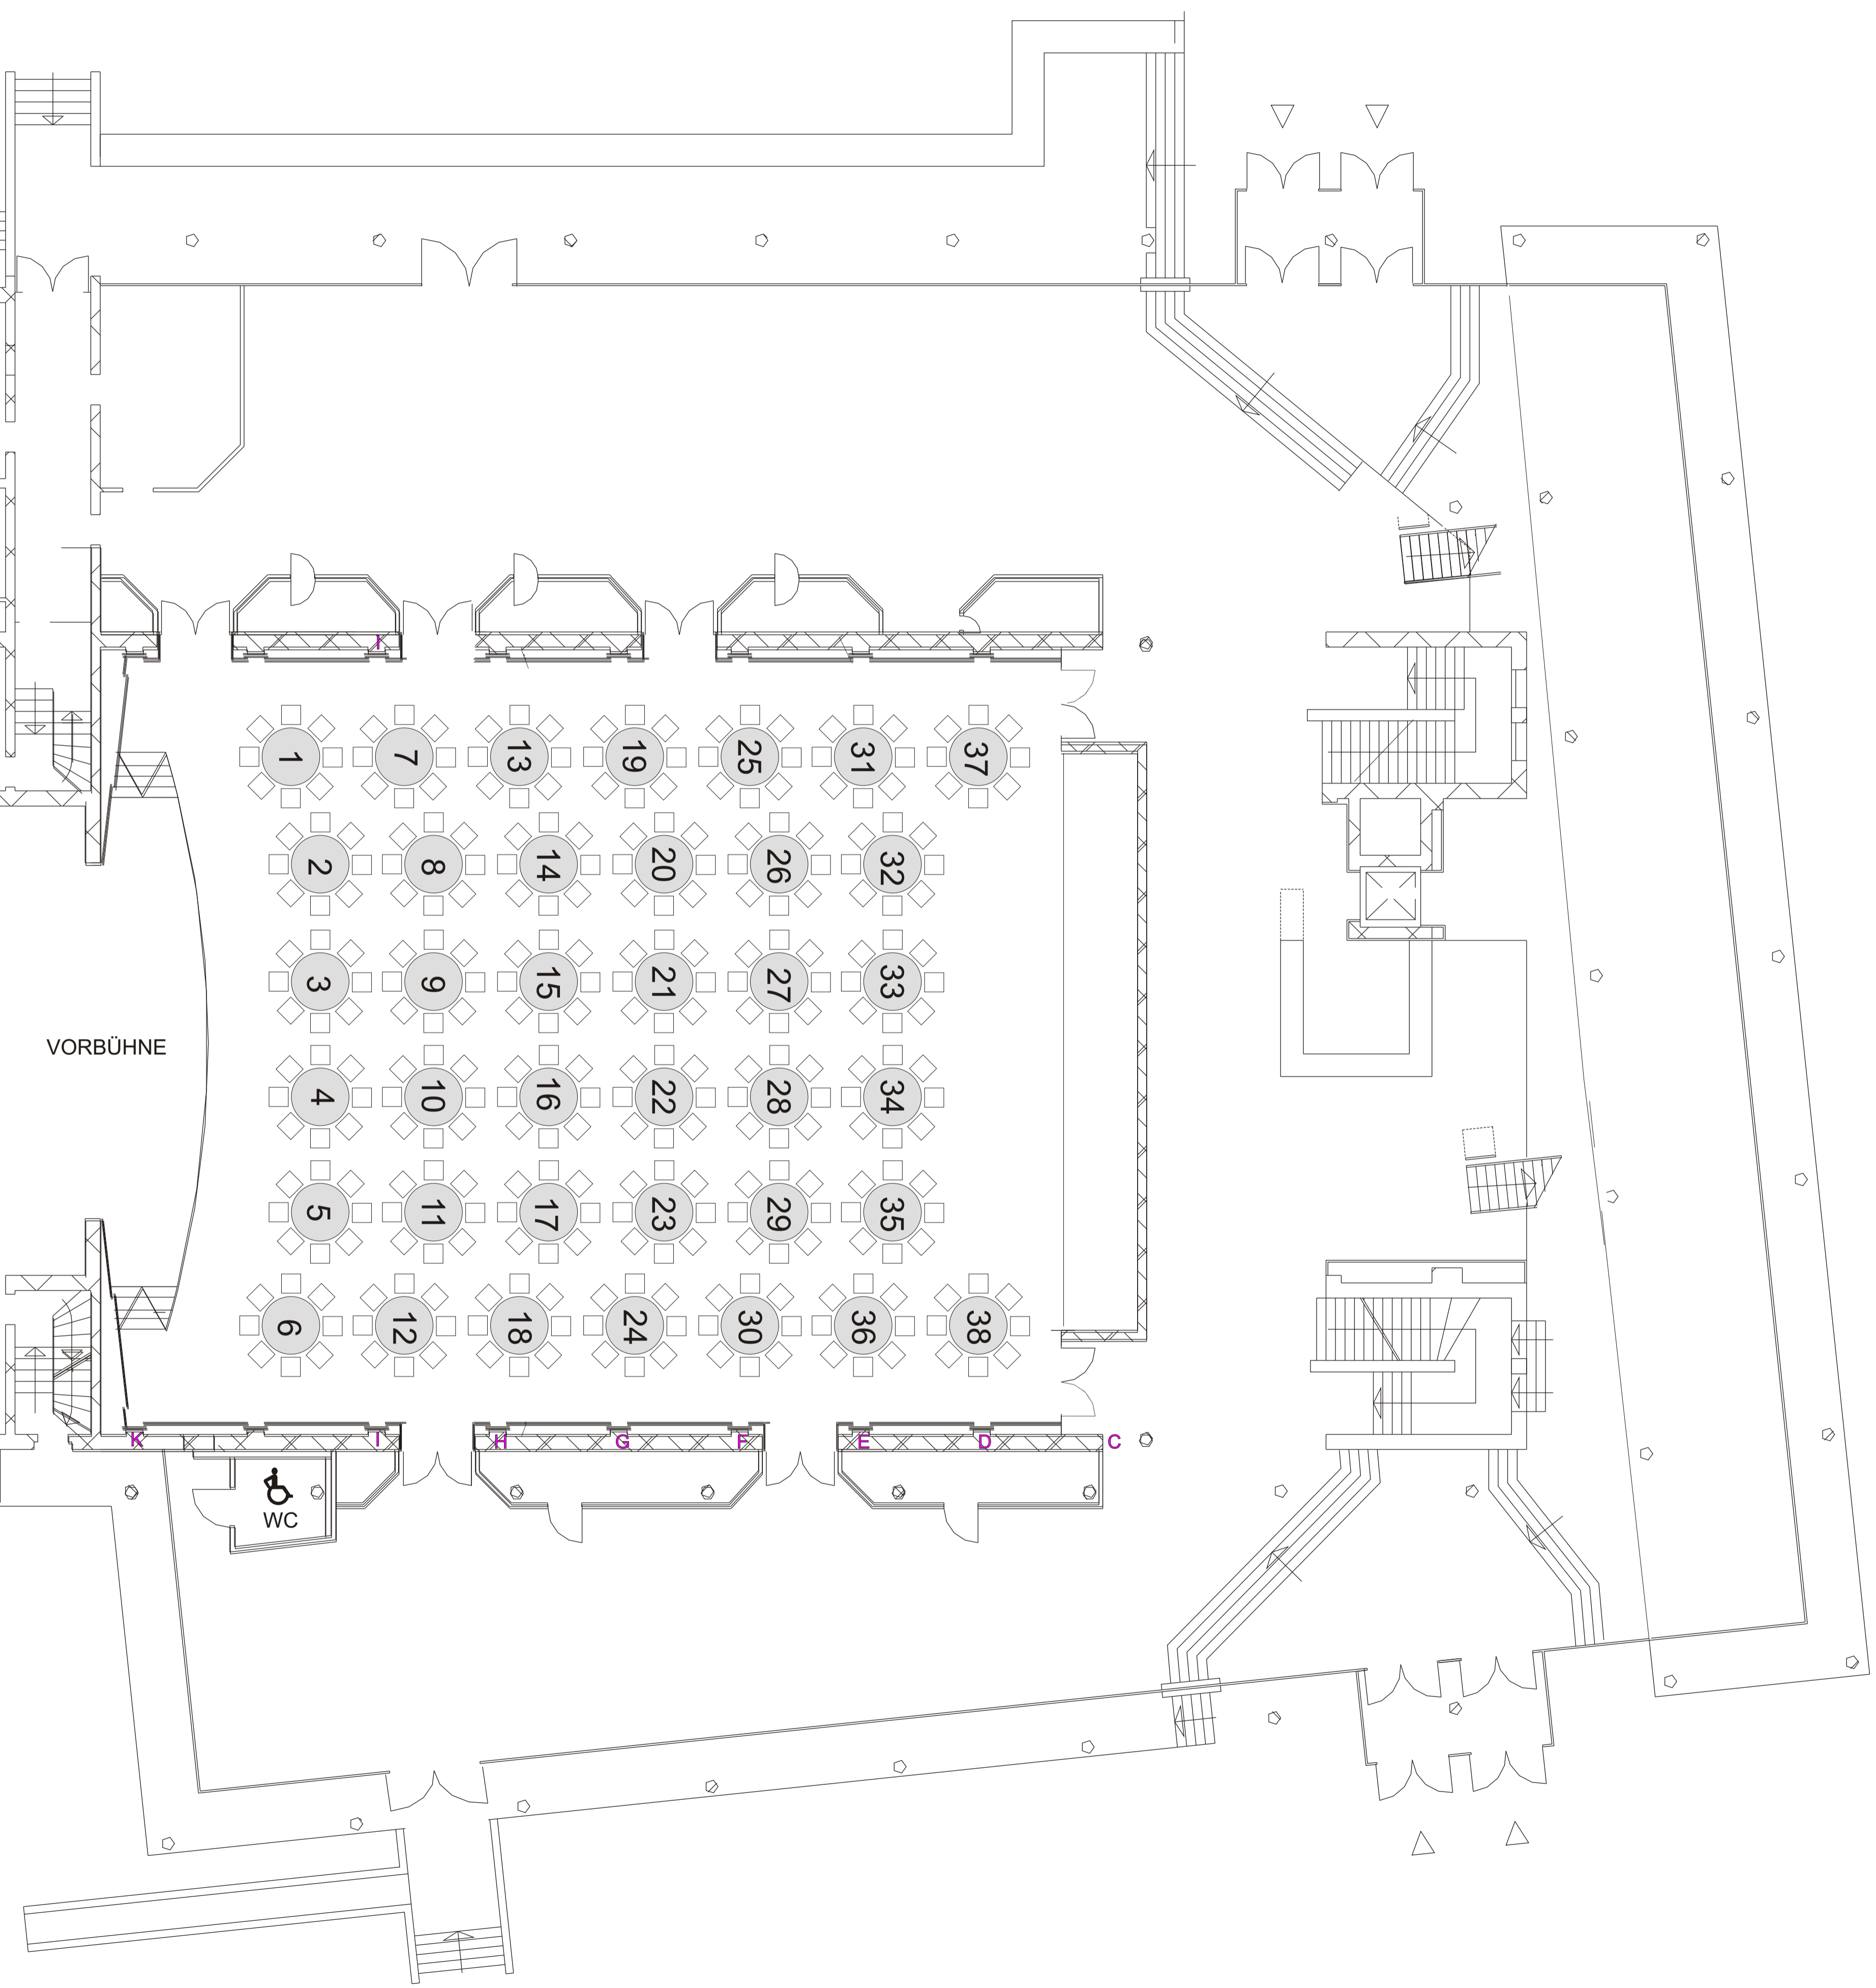 I
1 7 13 19 25 31 37
2 8 14 20 26 32
3 9 15 21 27 33
VORBÜHNE
4 10 16 22 28 34
5 11 17 23 29 35
6 12 18 24 30 36 38
K I H G F E D C
WC